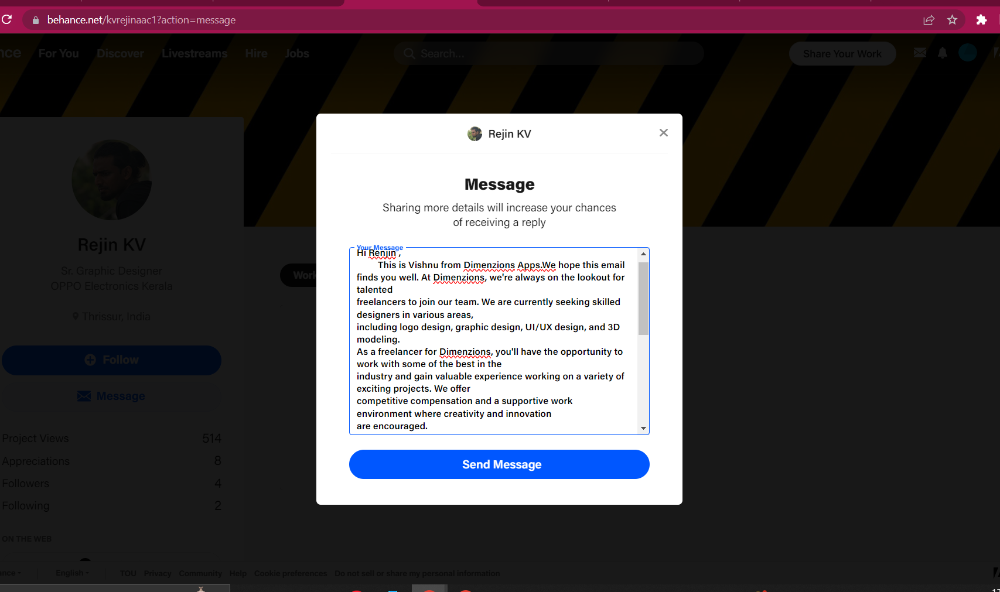 behance.net/kvrejinaac1?action=message
nce For You Discover Livestreams Hire Jobs Search... Share Your Work
Rejin KV
Sr. Graphic Designer
OPPO Electronics Kerala
Thrissur, India
Follow
Message
Project Views 514
Appreciations 8
Followers 4
Following 2
ON THE WEB
Work
Rejin KV
Message
Sharing more details will increase your chances
of receiving a reply
Your Message
Hi Renjin ,
This is Vishnu from Dimenzions Apps.We hope this email
finds you well. At Dimenzions, we're always on the lookout for
talented
freelancers to join our team. We are currently seeking skilled
designers in various areas,
including logo design, graphic design, UI/UX design, and 3D
modeling.
As a freelancer for Dimenzions, you'll have the opportunity to
work with some of the best in the
industry and gain valuable experience working on a variety of
exciting projects. We offer
competitive compensation and a supportive work
environment where creativity and innovation
are encouraged.
Send Message
nce English TOU Privacy Community Help Cookie preferences Do not sell or share my personal information